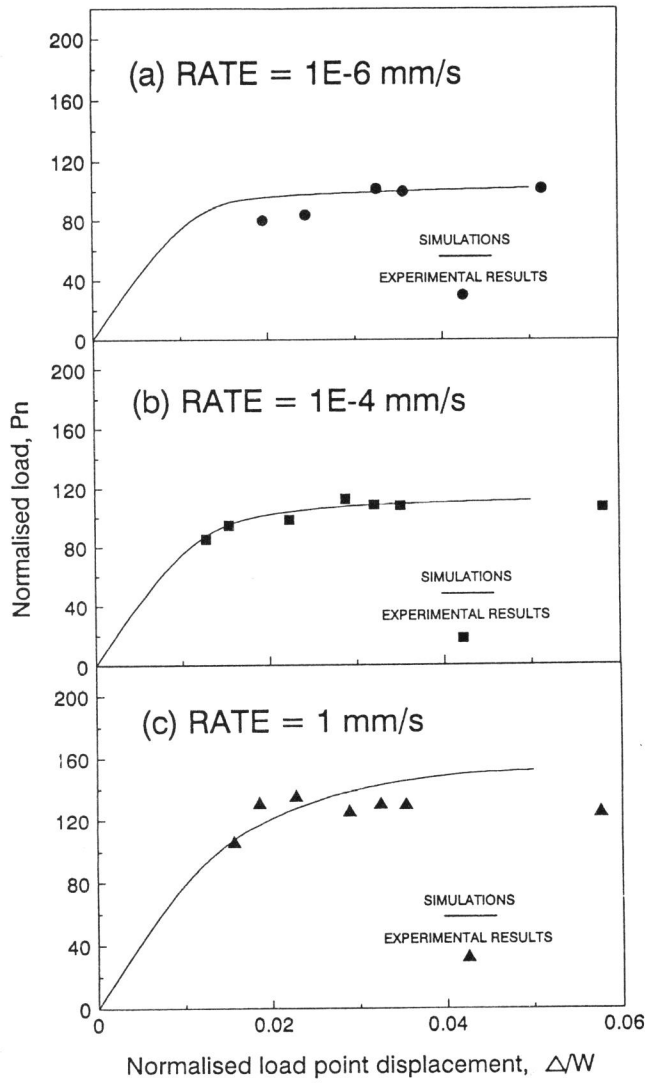 220
200
(a) RATE = 1E-6 mm/s
160
120
80
SIMULATIONS
EXPERIMENTAL RESULTS
40
0
200
(b) RATE = 1E-4 mm/s
160
120
80
SIMULATIONS
EXPERIMENTAL RESULTS
40
0
Normalised load, Pn
200
(c) RATE = 1 mm/s
160
120
80
SIMULATIONS
EXPERIMENTAL RESULTS
40
0
0 0.02 0.04 0.06
Normalised load point displacement, △/W